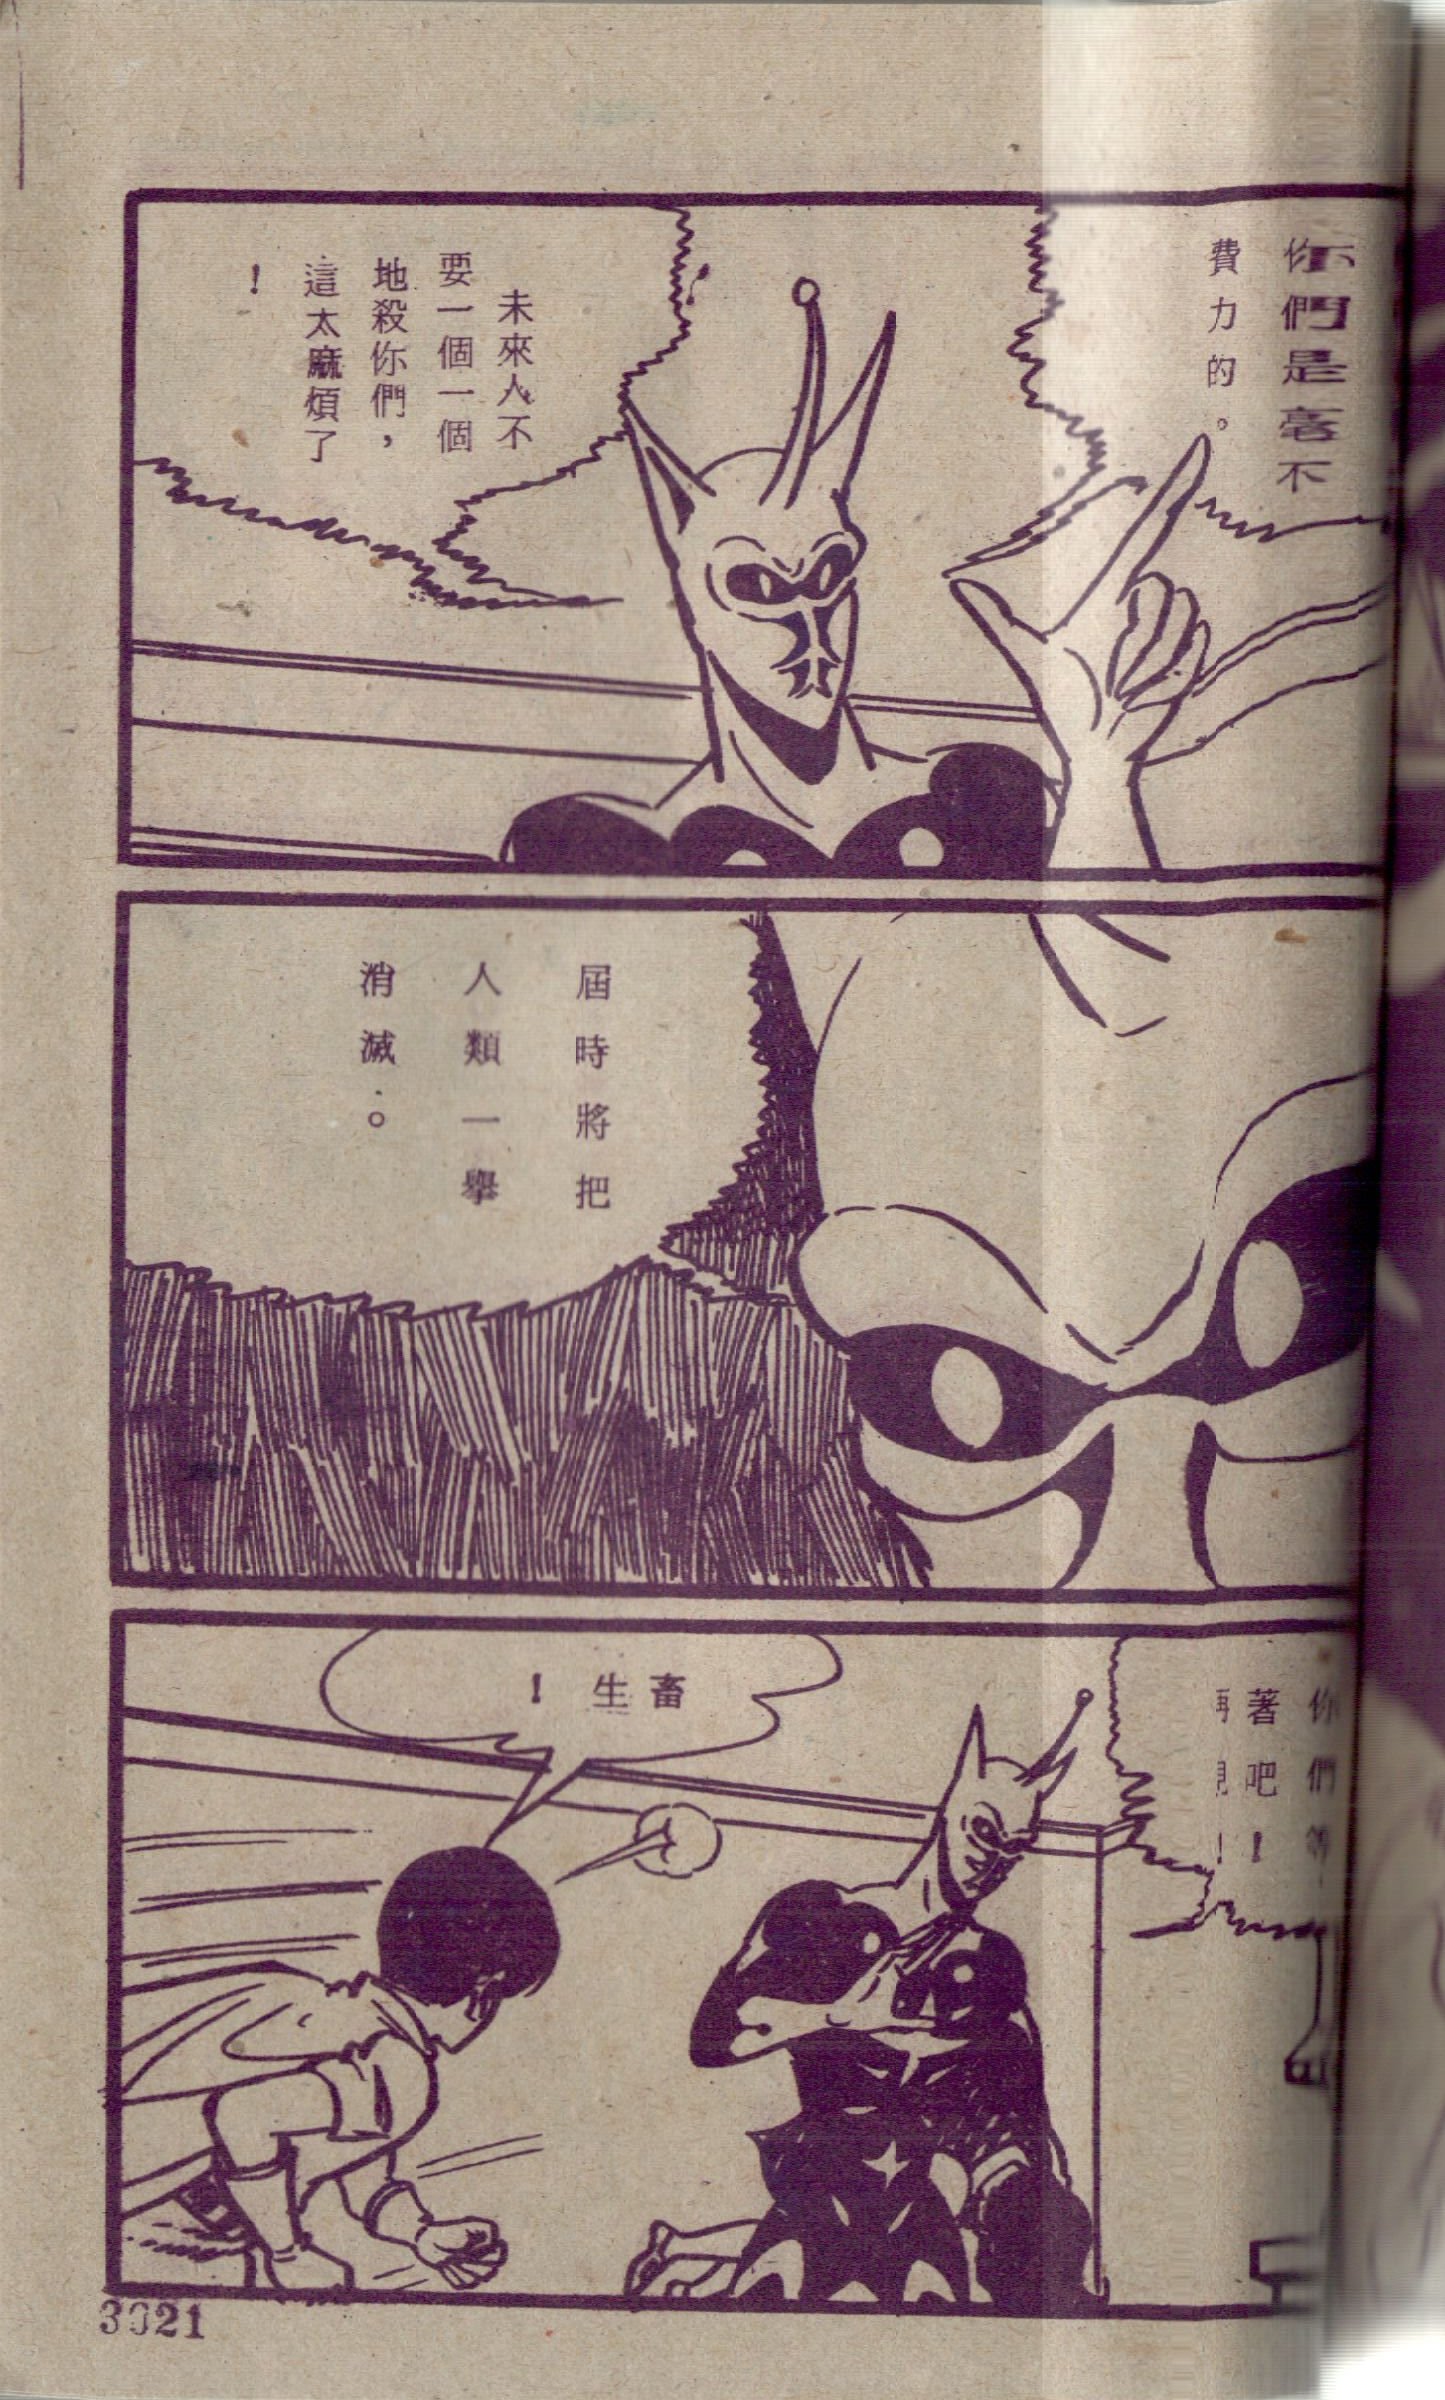 你們是毫不
費力的。
未來人不
要一個一個
地殺你們，
這太麻煩了
！
屆時將把
人類一舉
消滅。
你們
著吧！
畜生！
3021